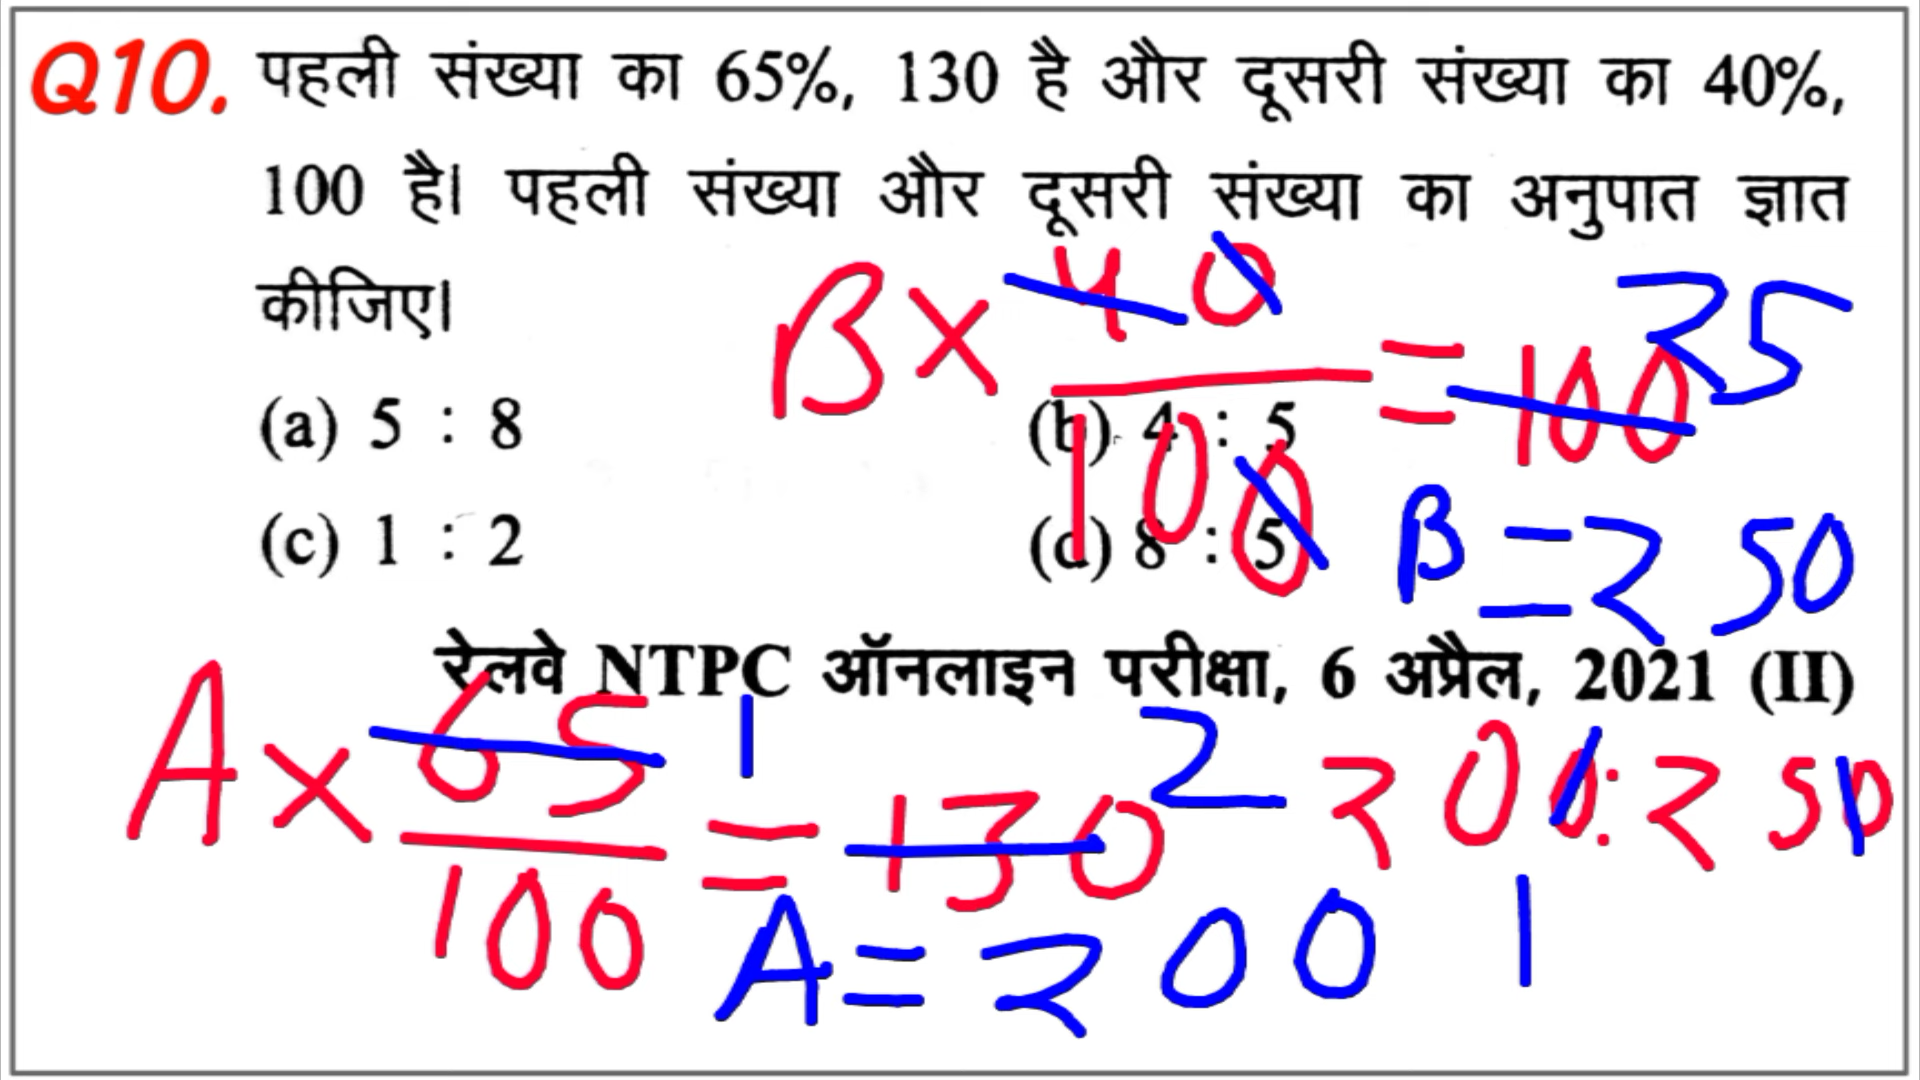 Q10. पहली संख्या का 65%, 130 है और दूसरी संख्या का 40%,
100 है। पहली संख्या और दूसरी संख्या का अनुपात ज्ञात
कीजिए।
B × 40/100 = 100 25
(a) 5 : 8 (b) 4 : 5
(c) 1 : 2 (d) 8 : 5
B = 250
रेलवे NTPC ऑनलाइन परीक्षा, 6 अप्रैल, 2021 (II)
A × 65/100 1 = 130 2
200 : 250
A = 200 1